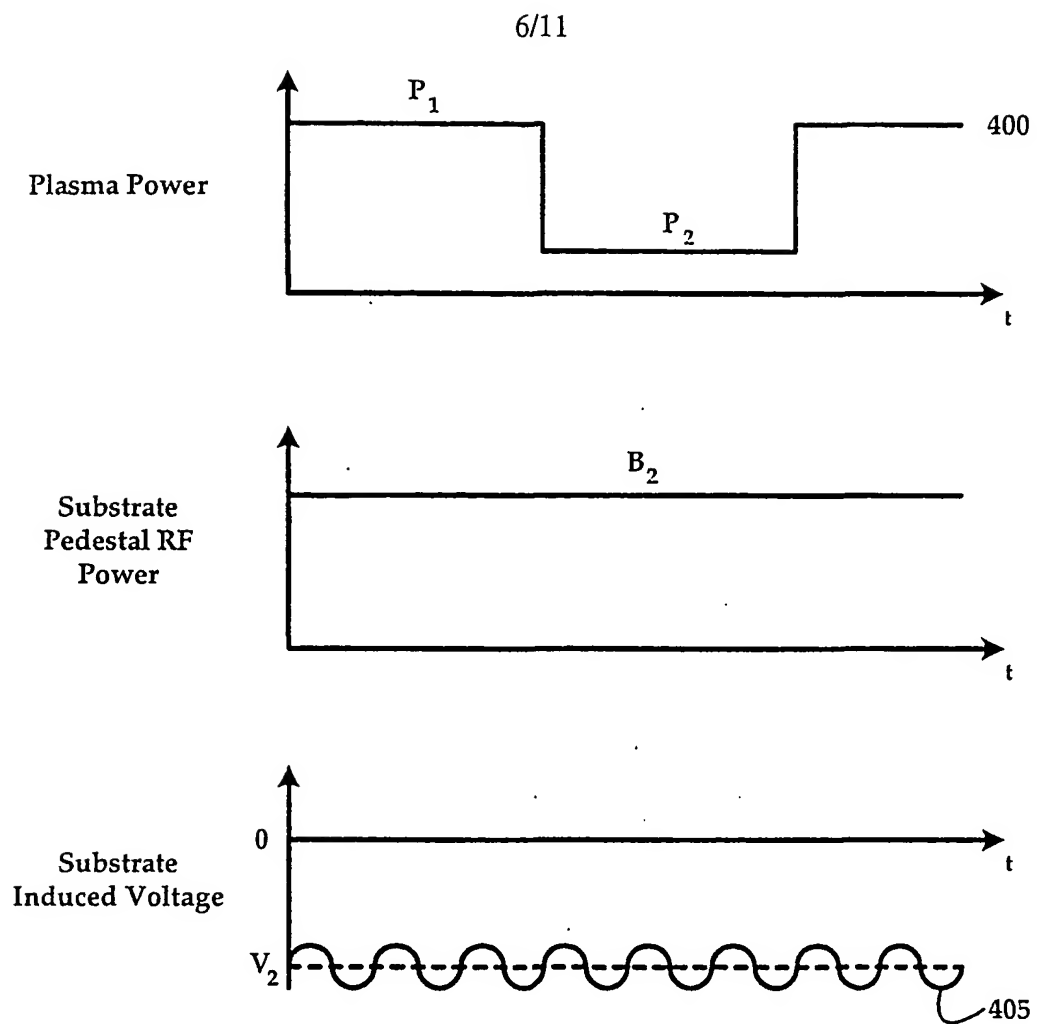 6/11
P1
400
Plasma Power
P2
t
B2
Substrate
Pedestal RF
Power
t
0
t
Substrate
Induced Voltage
V2
405